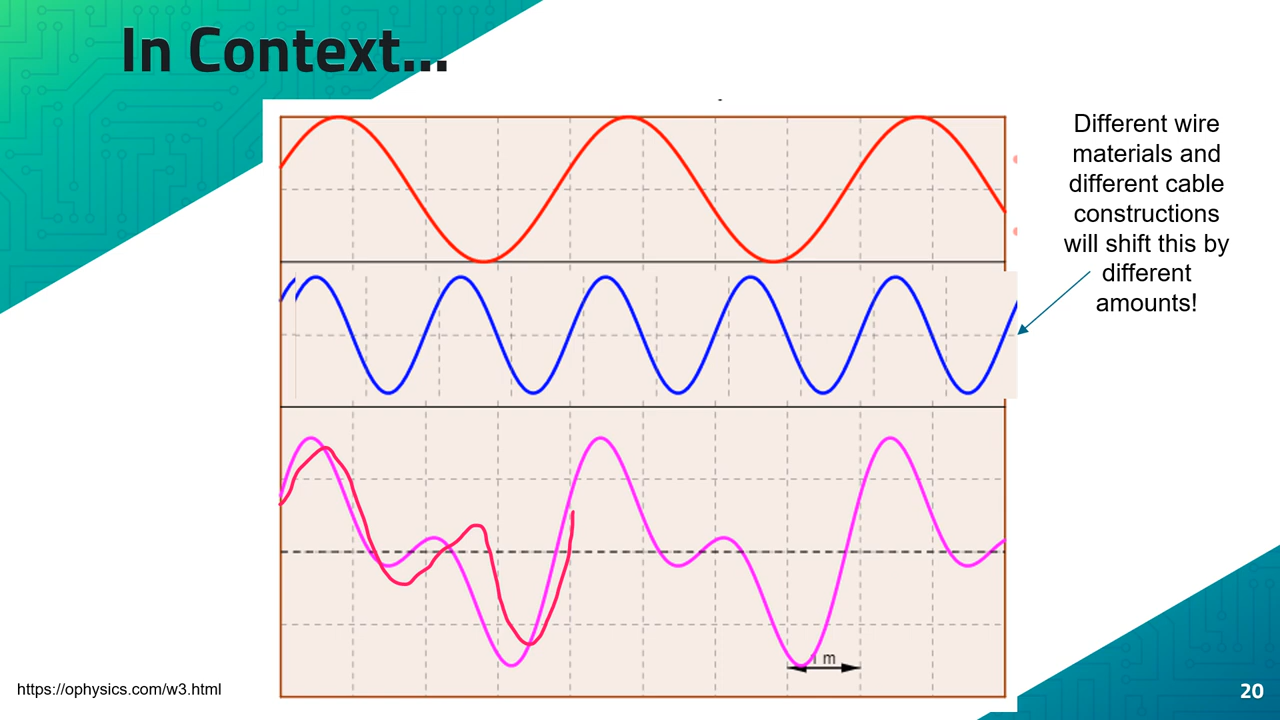 In Context...
Different wire
materials and
different cable
constructions
will shift this by
different
amounts!
m
https://ophysics.com/w3.html
20